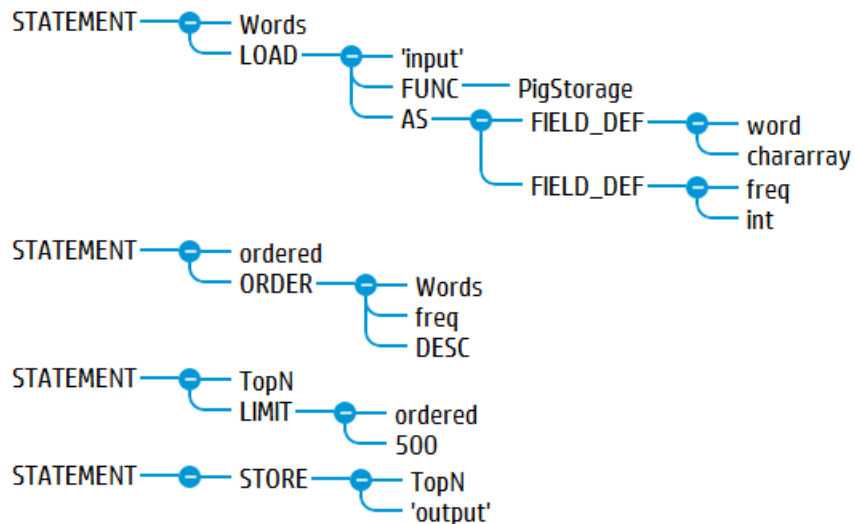 STATEMENT Words
LOAD 'input'
FUNC PigStorage
AS FIELD_DEF word
chararray
FIELD_DEF freq
int
STATEMENT ordered
ORDER Words
freq
DESC
STATEMENT TopN
LIMIT ordered
500
STATEMENT STORE TopN
'output'